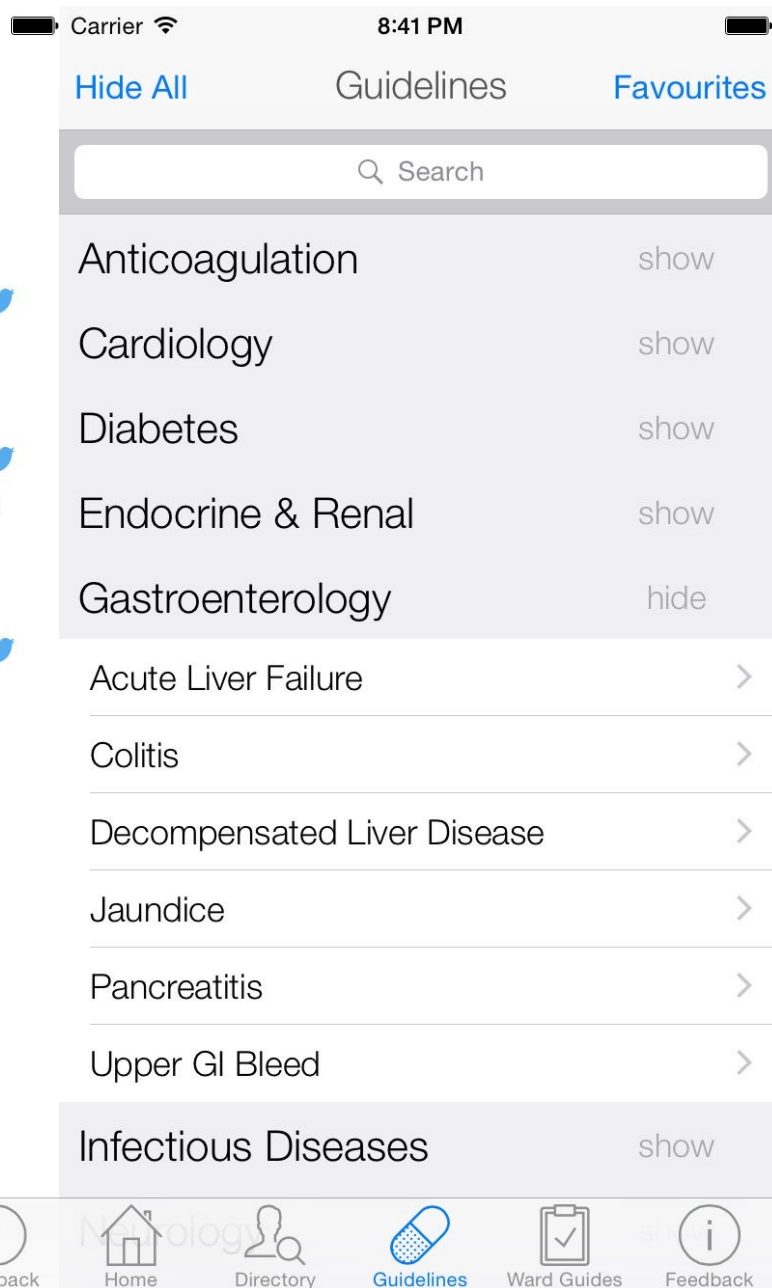 Carrier 8:41 PM
Hide All Guidelines Favourites
Search
Anticoagulation show
Cardiology show
Diabetes show
Endocrine & Renal show
Gastroenterology hide
Acute Liver Failure
Colitis
Decompensated Liver Disease
Jaundice
Pancreatitis
Upper GI Bleed
Infectious Diseases show
Neurology show
back Home Directory Guidelines Ward Guides Feedback